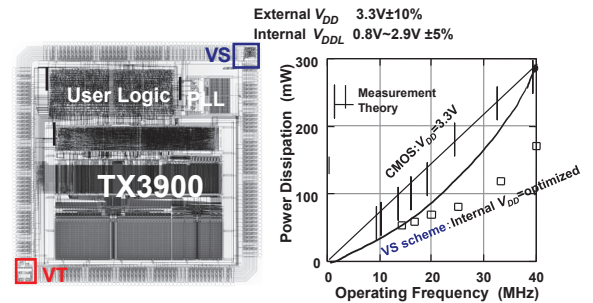 External VDD 3.3V±10%
Internal VDDL 0.8V~2.9V ±5%
VS
User Logic
PLL
TX3900
VT
Power Dissipation (mW)
300
200
100
0
Measurement
Theory
CMOS:VDD=3.3V
VS scheme:Internal VDD=optimized
0 10 20 30 40
Operating Frequency (MHz)